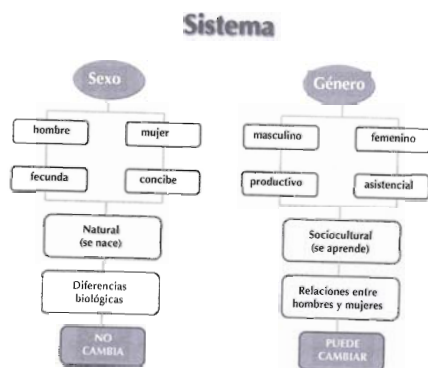 Sistema
Sexo
Género
hombre
mujer
masculino
femenino
fecunda
concibe
productivo
asistencial
Natural
(se nace)
Sociocultural
(se aprende)
Diferencias
biológicas
Relaciones entre
hombres y mujeres
NO
CAMBIA
PUEDE
CAMBIAR